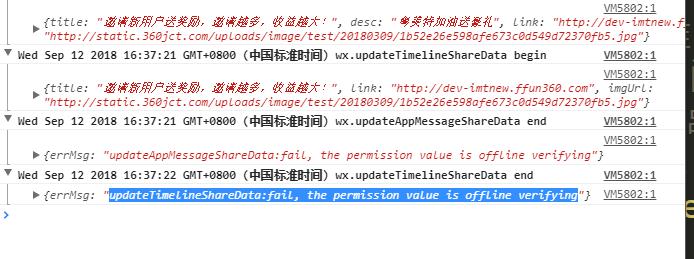 VM5802:1
{title: "邀请新用户送奖励，邀请越多，收益越大！", desc: "粤美特加油送豪礼", link: "http://dev-imtnew.f
"http://static.360jct.com/uploads/image/test/20180309/1b52e26e598afe73c0d549d72370fb5.jpg"}
Wed Sep 12 2018 16:37:21 GMT+0800 (中国标准时间) wx.updateTimelineShareData begin VM5802:1
VM5802:1
{title: "邀请新用户送奖励，邀请越多，收益越大！", link: "http://dev-imtnew.ffun360.com", imgUrl:
"http://static.360jct.com/uploads/image/test/20180309/1b52e26e598afe73c0d549d72370fb5.jpg"}
Wed Sep 12 2018 16:37:21 GMT+0800 (中国标准时间) wx.updateAppMessageShareData end VM5802:1
VM5802:1
{errMsg: "updateAppMessageShareData:fail, the permission value is offline verifying"}
Wed Sep 12 2018 16:37:22 GMT+0800 (中国标准时间) wx.updateTimelineShareData end VM5802:1
{errMsg: "updateTimelineShareData:fail, the permission value is offline verifying"} VM5802:1